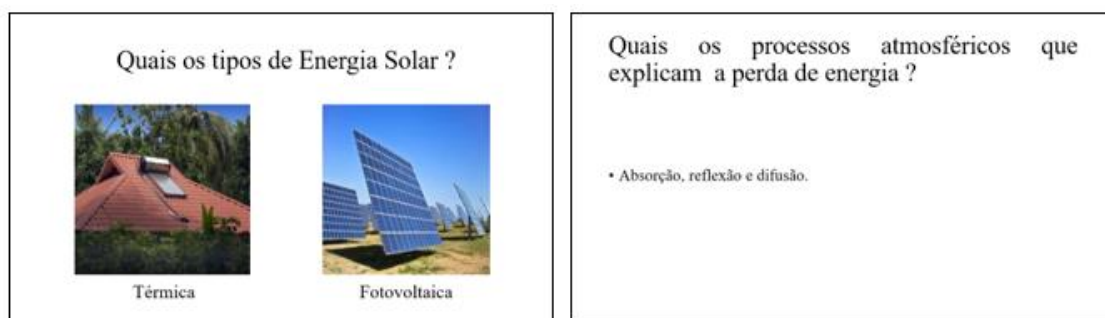 Quais os tipos de Energia Solar ?
Térmica
Fotovoltaica
Quais os processos atmosféricos que
explicam a perda de energia ?
• Absorção, reflexão e difusão.